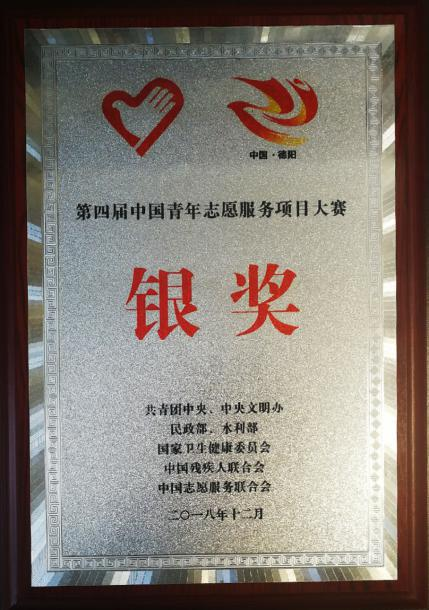 中国·德阳
第四届中国青年志愿服务项目大赛
银奖
共青团中央、中央文明办
民政部、水利部
国家卫生健康委员会
中国残疾人联合会
中国志愿服务联合会
二〇一八年十二月